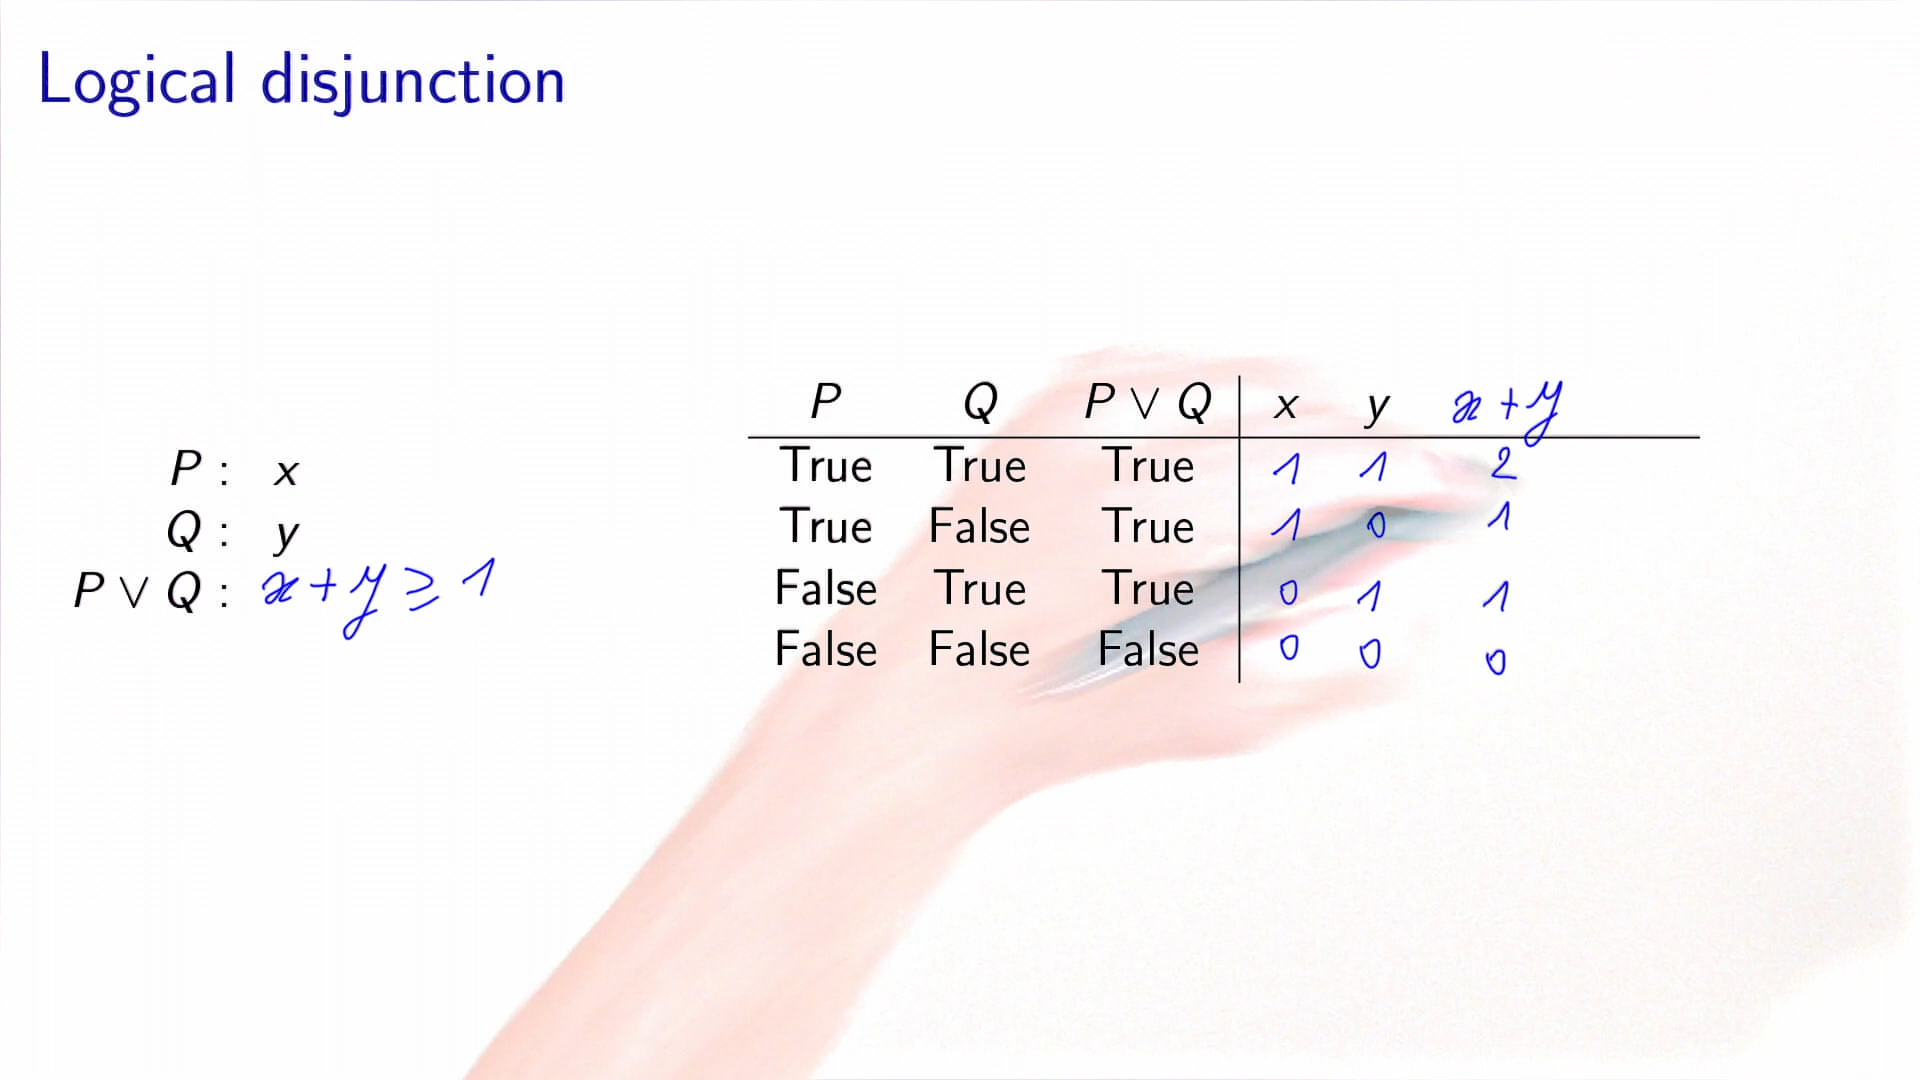 Logical disjunction
P : x
Q : y
P ∨ Q : x + y ⩾ 1
P Q P ∨ Q x y x + y
True True True 1 1 2
True False True 1 0 1
False True True 0 1 1
False False False 0 0 0